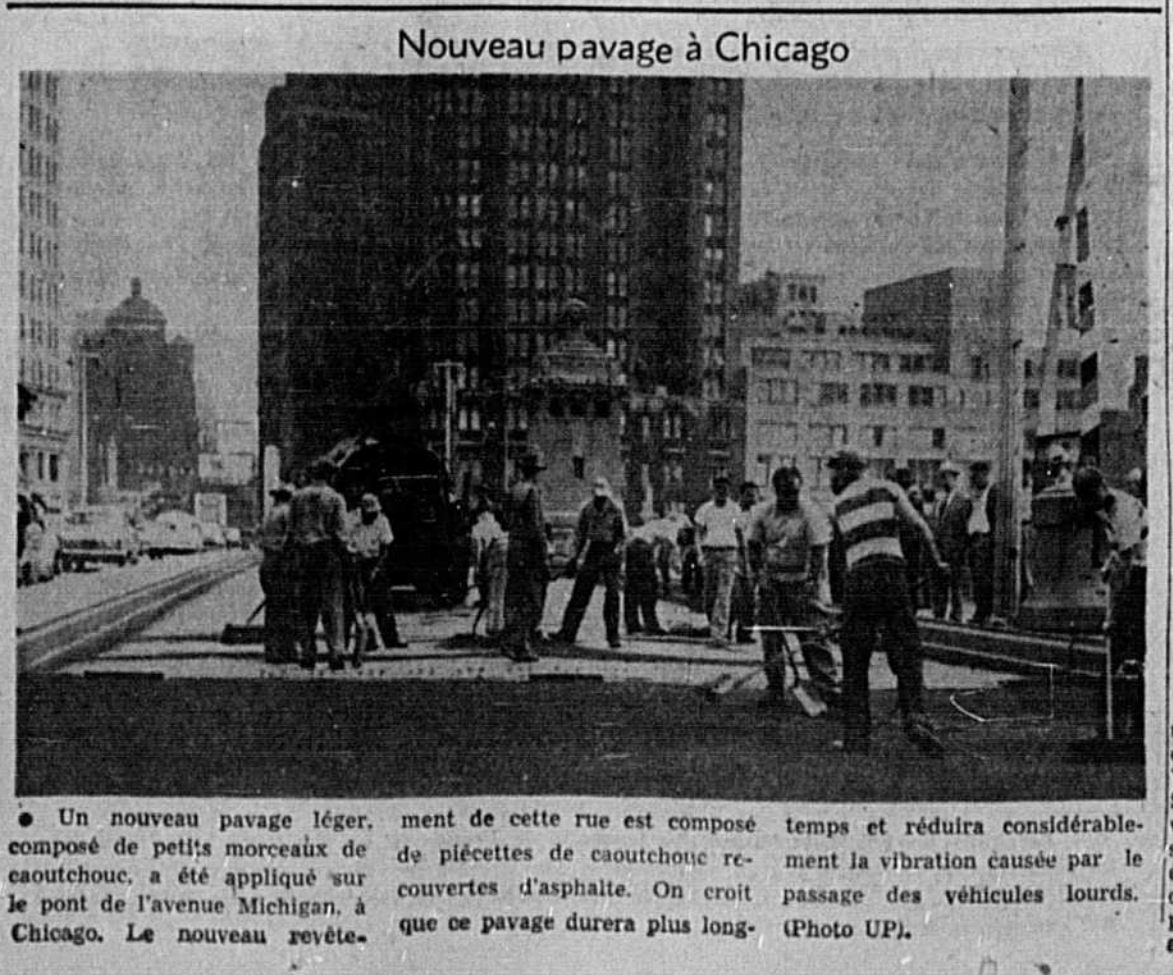 Nouveau pavage à Chicago
● Un nouveau pavage léger,
composé de petits morceaux de
caoutchouc, a été appliqué sur
le pont de l'avenue Michigan, à
Chicago. Le nouveau revête-
ment de cette rue est composé
de piécettes de caoutchouc re-
couvertes d'asphalte. On croit
que ce pavage durera plus long-
temps et réduira considérable-
ment la vibration causée par le
passage des véhicules lourds.
(Photo UP).